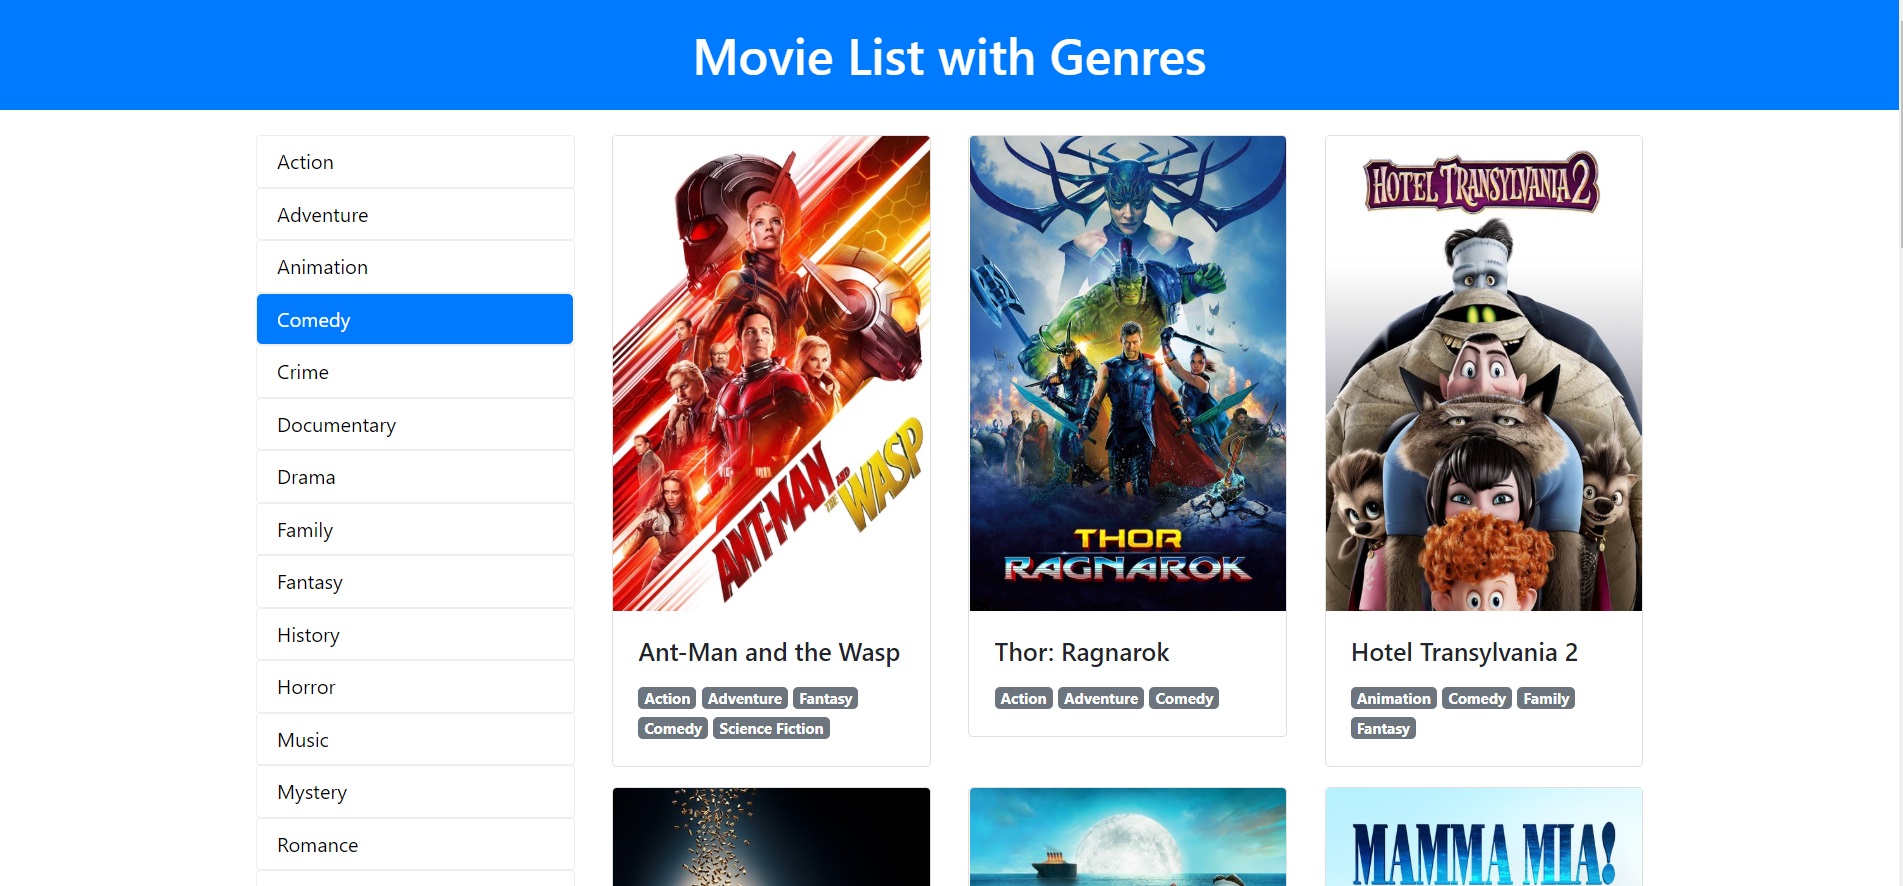 Movie List with Genres
Action
Adventure
Animation
Comedy
Crime
Documentary
Drama
Family
Fantasy
History
Horror
Music
Mystery
Romance
ANT-MAN AND THE WASP
Ant-Man and the Wasp
Action Adventure Fantasy
Comedy Science Fiction
THOR
RAGNAROK
Thor: Ragnarok
Action Adventure Comedy
HOTEL TRANSYLVANIA 2
Hotel Transylvania 2
Animation Comedy Family
Fantasy
MAMMA MIA!